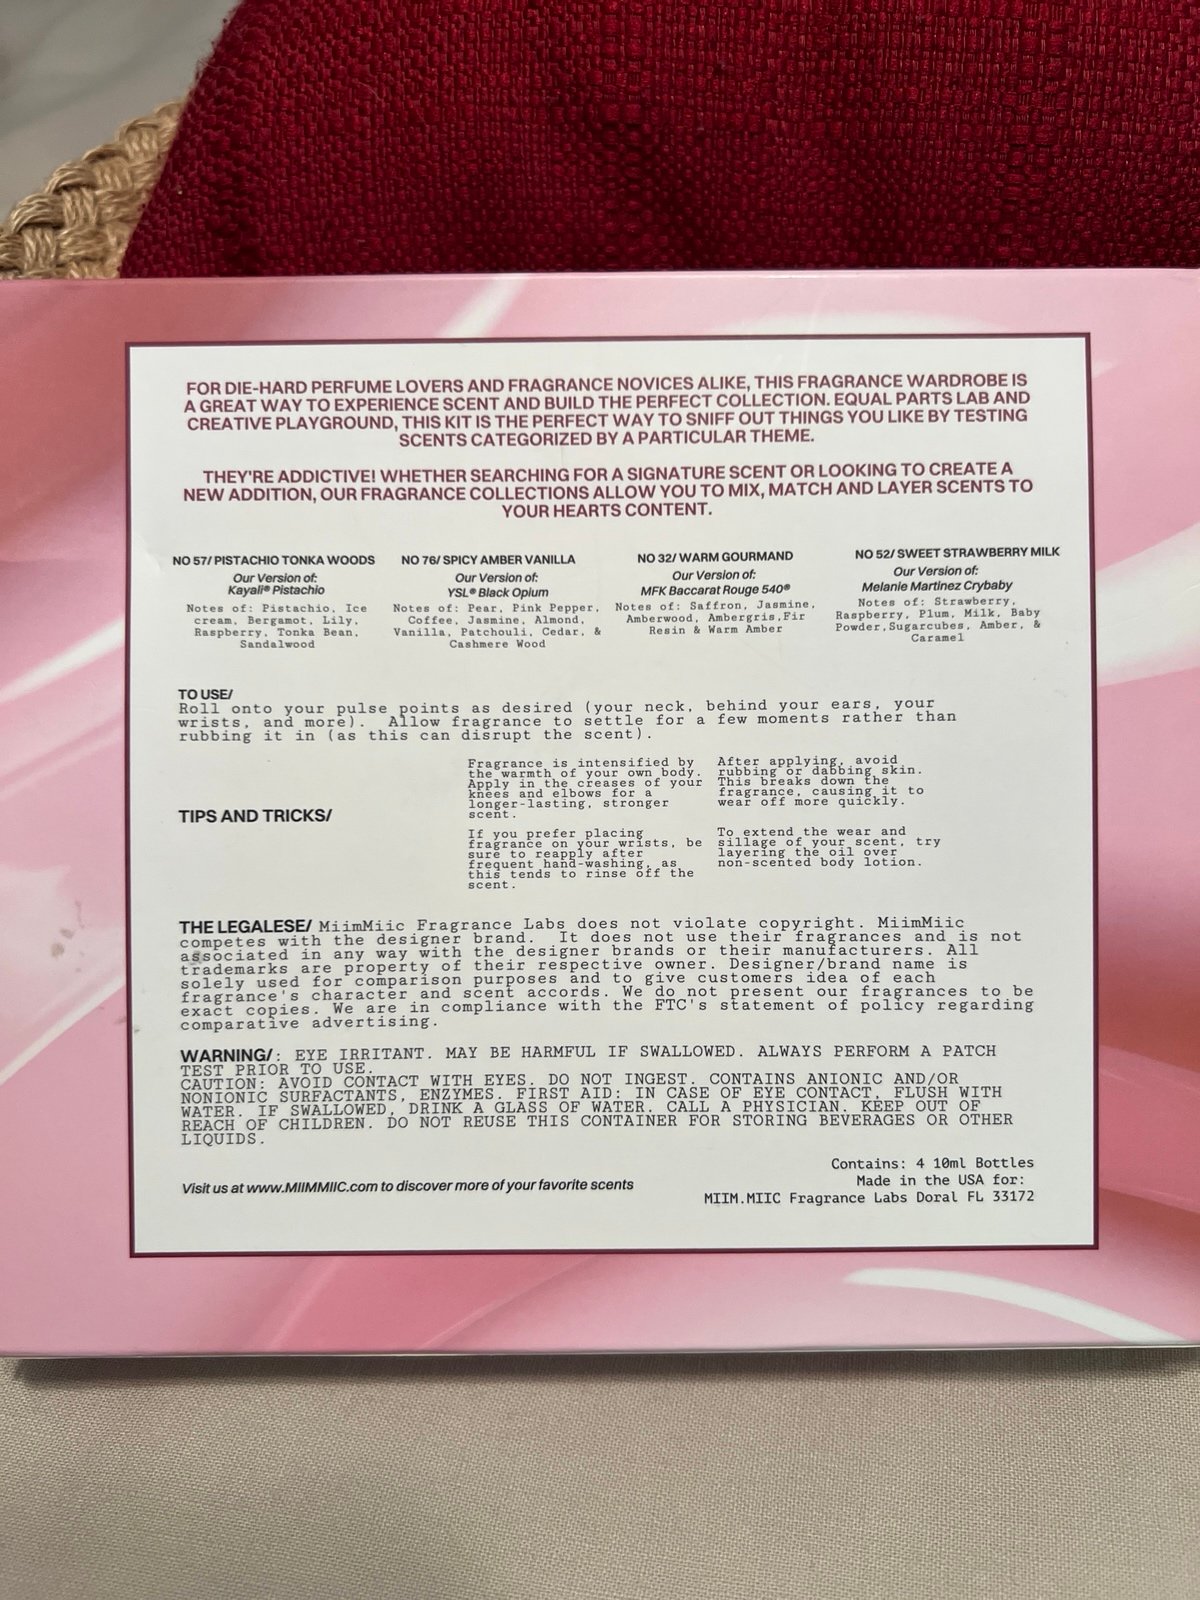 FOR DIE-HARD PERFUME LOVERS AND FRAGRANCE NOVICES ALIKE, THIS FRAGRANCE WARDROBE IS
A GREAT WAY TO EXPERIENCE SCENT AND BUILD THE PERFECT COLLECTION. EQUAL PARTS LAB AND
CREATIVE PLAYGROUND, THIS KIT IS THE PERFECT WAY TO SNIFF OUT THINGS YOU LIKE BY TESTING
SCENTS CATEGORIZED BY A PARTICULAR THEME.
THEY'RE ADDICTIVE! WHETHER SEARCHING FOR A SIGNATURE SCENT OR LOOKING TO CREATE A
NEW ADDITION, OUR FRAGRANCE COLLECTIONS ALLOW YOU TO MIX, MATCH AND LAYER SCENTS TO
YOUR HEARTS CONTENT.
NO 57/ PISTACHIO TONKA WOODS
Our Version of:
Kayali® Pistachio
Notes of: Pistachio, Ice
cream, Bergamot, Lily,
Raspberry, Tonka Bean,
Sandalwood
NO 76/ SPICY AMBER VANILLA
Our Version of:
YSL® Black Opium
Notes of: Pear, Pink Pepper,
Coffee, Jasmine, Almond,
Vanilla, Patchouli, Cedar, &
Cashmere Wood
NO 32/ WARM GOURMAND
Our Version of:
MFK Baccarat Rouge 540®
Notes of: Saffron, Jasmine,
Amberwood, Ambergris,Fir
Resin & Warm Amber
NO 52/ SWEET STRAWBERRY MILK
Our Version of:
Melanie Martinez Crybaby
Notes of: Strawberry,
Raspberry, Plum, Milk, Baby
Powder,Sugarcubes, Amber, &
Caramel
TO USE/
Roll onto your pulse points as desired (your neck, behind your ears, your
wrists, and more). Allow fragrance to settle for a few moments rather than
rubbing it in (as this can disrupt the scent).
TIPS AND TRICKS/
Fragrance is intensified by
the warmth of your own body.
Apply in the creases of your
knees and elbows for a
longer-lasting, stronger
scent.
After applying, avoid
rubbing or dabbing skin.
This breaks down the
fragrance, causing it to
wear off more quickly.
If you prefer placing
fragrance on your wrists, be
sure to reapply after
frequent hand-washing, as
this tends to rinse off the
scent.
To extend the wear and
sillage of your scent, try
layering the oil over
non-scented body lotion.
THE LEGALESE/ MiimMiic Fragrance Labs does not violate copyright. MiimMiic
competes with the designer brand. It does not use their fragrances and is not
associated in any way with the designer brands or their manufacturers. All
trademarks are property of their respective owner. Designer/brand name is
solely used for comparison purposes and to give customers idea of each
fragrance's character and scent accords. We do not present our fragrances to be
exact copies. We are in compliance with the FTC's statement of policy regarding
comparative advertising.
WARNING/: EYE IRRITANT. MAY BE HARMFUL IF SWALLOWED. ALWAYS PERFORM A PATCH
TEST PRIOR TO USE.
CAUTION: AVOID CONTACT WITH EYES. DO NOT INGEST. CONTAINS ANIONIC AND/OR
NONIONIC SURFACTANTS, ENZYMES. FIRST AID: IN CASE OF EYE CONTACT, FLUSH WITH
WATER. IF SWALLOWED, DRINK A GLASS OF WATER. CALL A PHYSICIAN. KEEP OUT OF
REACH OF CHILDREN. DO NOT REUSE THIS CONTAINER FOR STORING BEVERAGES OR OTHER
LIQUIDS.
Visit us at www.MIIMMIIC.com to discover more of your favorite scents
Contains: 4 10ml Bottles
Made in the USA for:
MIIM.MIIC Fragrance Labs Doral FL 33172